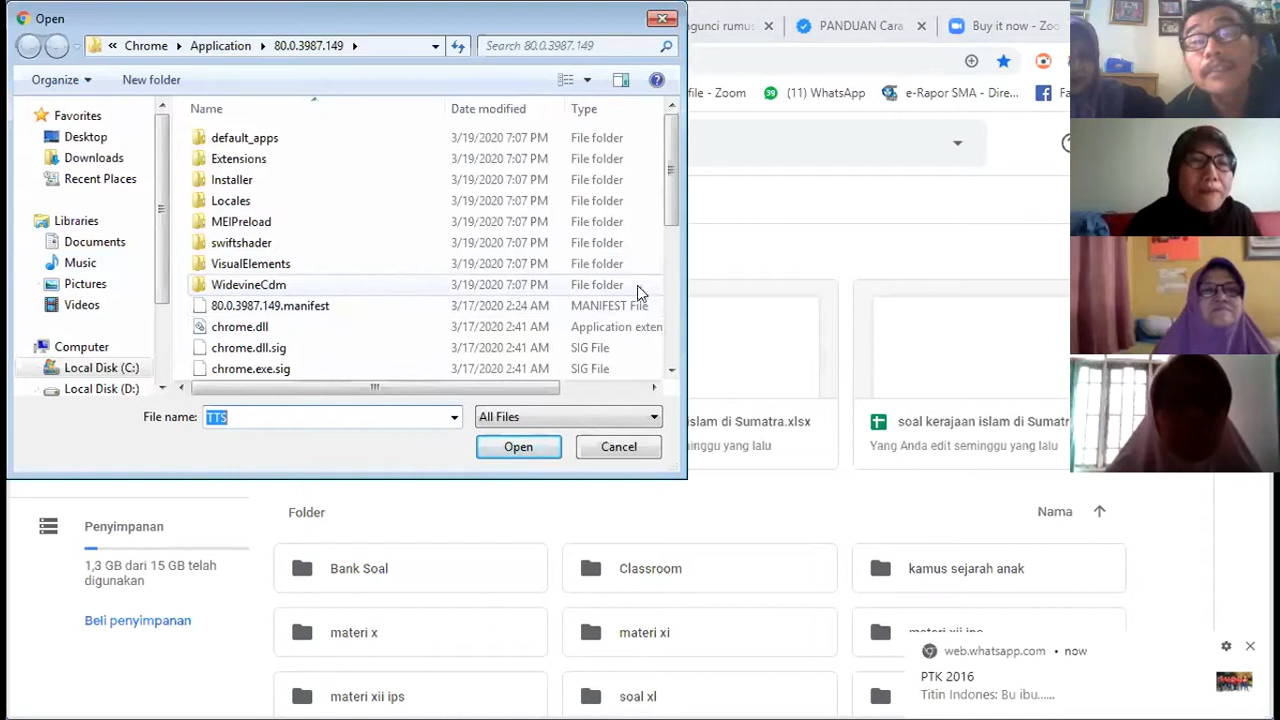 Open
ngunci rumus
PANDUAN Cara
Buy it now - Zoo
Chrome
Application
80.0.3987.149
Search 80.0.3987.149
Organize
New folder
file - Zoom
(11) WhatsApp
e-Rapor SMA - Dire...
Name
Date modified
Type
Favorites
Desktop
Downloads
Recent Places
Libraries
Documents
Music
Pictures
Videos
Computer
Local Disk (C:)
Local Disk (D:)
default_apps 3/19/2020 7:07 PM File folder
Extensions 3/19/2020 7:07 PM File folder
Installer 3/19/2020 7:07 PM File folder
Locales 3/19/2020 7:07 PM File folder
MEIPreload 3/19/2020 7:07 PM File folder
swiftshader 3/19/2020 7:07 PM File folder
VisualElements 3/19/2020 7:07 PM File folder
WidevineCdm 3/19/2020 7:07 PM File folder
80.0.3987.149.manifest 3/17/2020 2:24 AM MANIFEST File
chrome.dll 3/17/2020 2:41 AM Application exten
chrome.dll.sig 3/17/2020 2:41 AM SIG File
chrome.exe.sig 3/17/2020 2:41 AM SIG File
File name: TTS
All Files
Open
Cancel
islam di Sumatra.xlsx
soal kerajaan islam di Sumatr
Yang Anda edit seminggu yang lalu
minggu yang lalu
Penyimpanan
1,3 GB dari 15 GB telah
digunakan
Beli penyimpanan
Folder
Nama
Bank Soal
Classroom
kamus sejarah anak
materi x
materi xi
materi xii ips
materi xii ips
soal xl
web.whatsapp.com • now
PTK 2016
Titin Indones: Bu ibu......